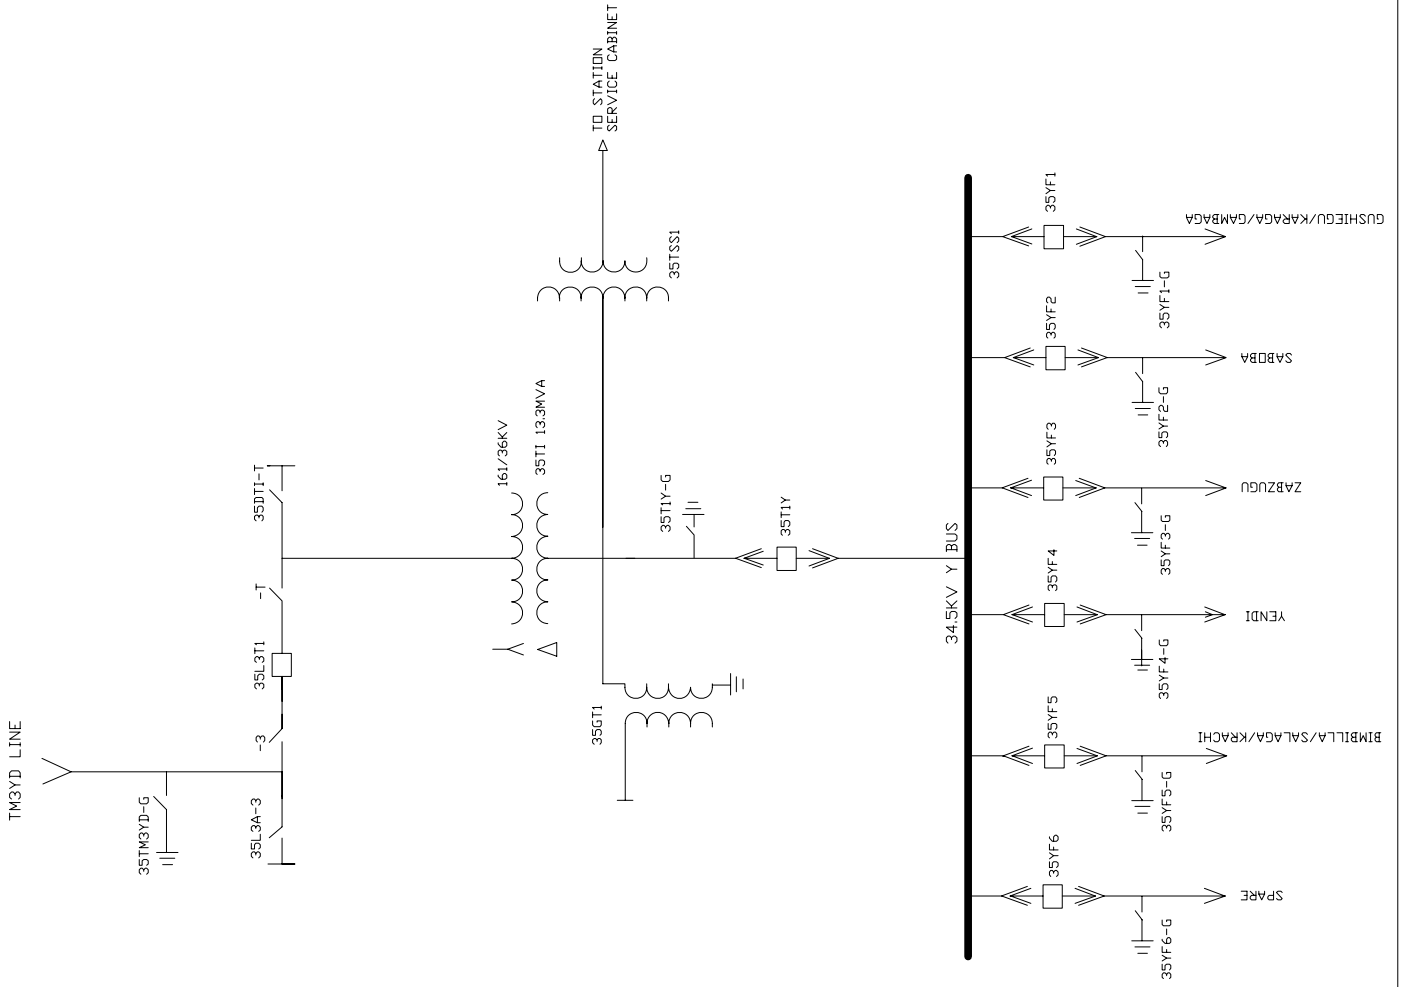 TM3YD LINE
35TM3YD-G
35L3A-3
-3
35L3T1
-T
35DTI-T
161/36KV
35TI 13.3MVA
TO STATION
SERVICE CABINET
35TSS1
35GT1
35T1Y-G
35T1Y
34.5KV Y BUS
35YF1
35YF1-G
GUSHIEGU/KARAGA/GAMBAGA
35YF2
35YF2-G
SABOBA
35YF3
35YF3-G
ZABZUGU
35YF4
35YF4-G
YENDI
35YF5
35YF5-G
BIMBILLA/SALAGA/KRACHI
35YF6
35YF6-G
SPARE